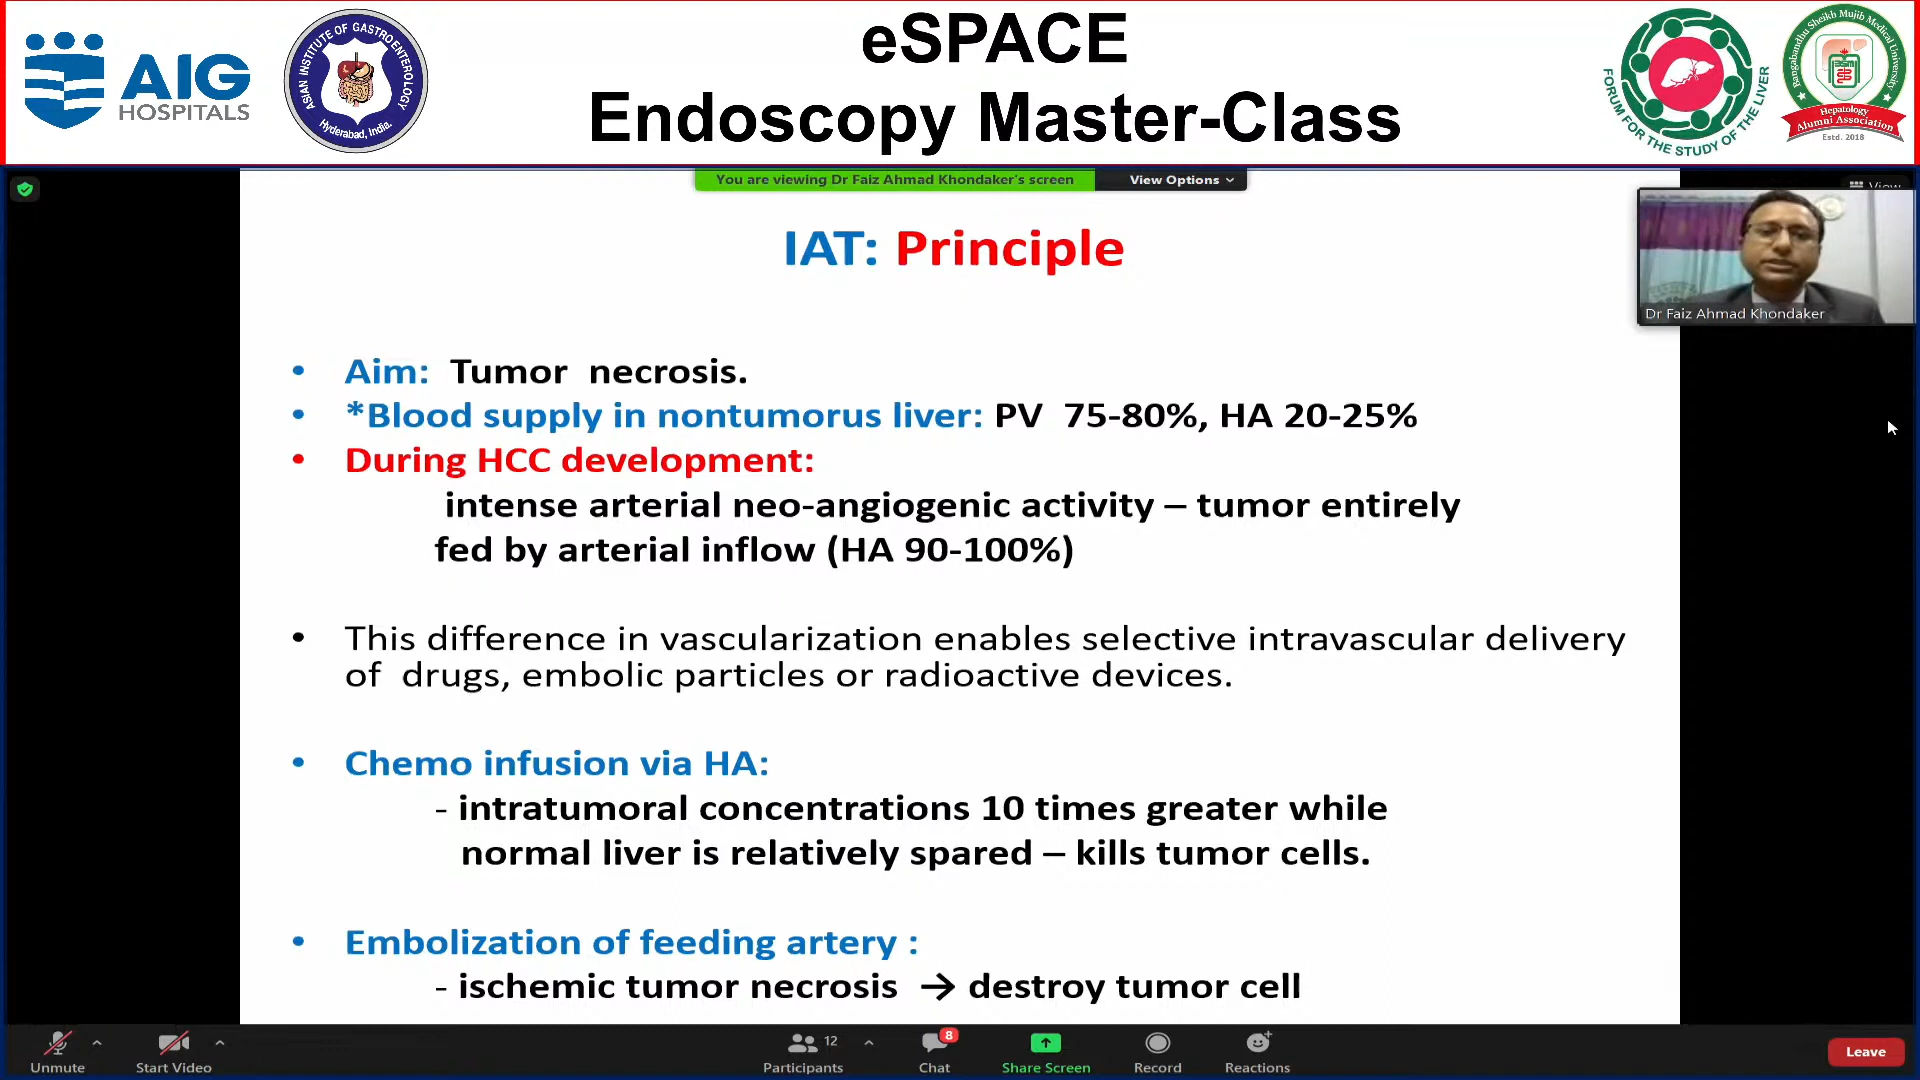 AIG
HOSPITALS
ASIAN INSTITUTE OF GASTROENTEROLOGY
Hyderabad, India.
eSPACE
Endoscopy Master-Class
FORUM FOR THE STUDY OF THE LIVER
Bangabandhu Sheikh Mujib Medical University
Hepatology
Alumni Association
Estd. 2018
You are viewing Dr Faiz Ahmad Khondaker's screen
View Options
View
Dr Faiz Ahmad Khondaker
IAT: Principle
• Aim: Tumor necrosis.
• *Blood supply in nontumorus liver: PV 75-80%, HA 20-25%
• During HCC development:
intense arterial neo-angiogenic activity – tumor entirely
fed by arterial inflow (HA 90-100%)
• This difference in vascularization enables selective intravascular delivery
of drugs, embolic particles or radioactive devices.
• Chemo infusion via HA:
- intratumoral concentrations 10 times greater while
normal liver is relatively spared – kills tumor cells.
• Embolization of feeding artery :
- ischemic tumor necrosis → destroy tumor cell
Unmute
Start Video
12
Participants
8
Chat
Share Screen
Record
Reactions
Leave